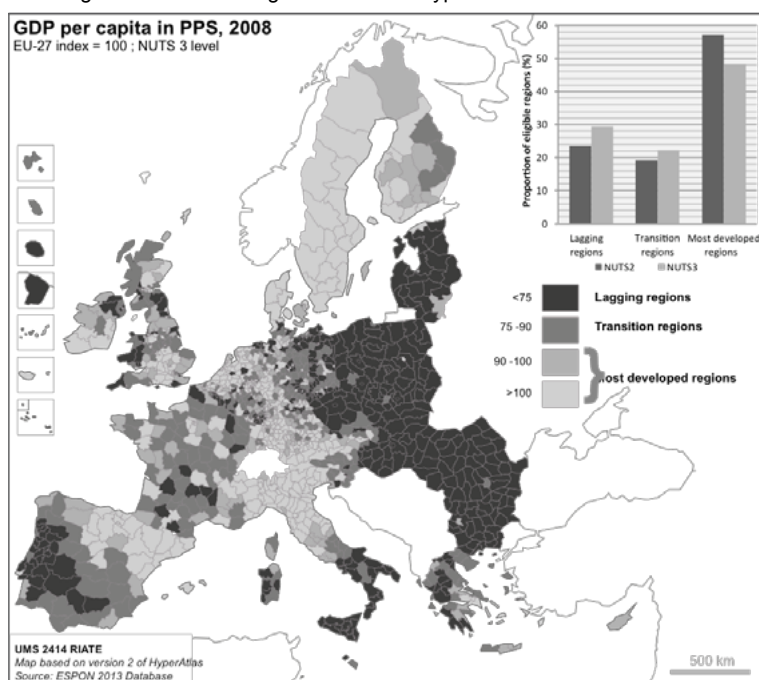 GDP per capita in PPS, 2008
EU-27 index = 100 ; NUTS 3 level
Proportion of eligible regions (%)
60
50
40
30
20
10
0
Lagging regions
Transition regions
Most developed regions
NUTS2 NUTS3
<75 Lagging regions
75 -90 Transition regions
90 -100
ost developed regions
>100
UMS 2414 RIATE
Map based on version 2 of HyperAtlas
Source: ESPON 2013 Database
500 km